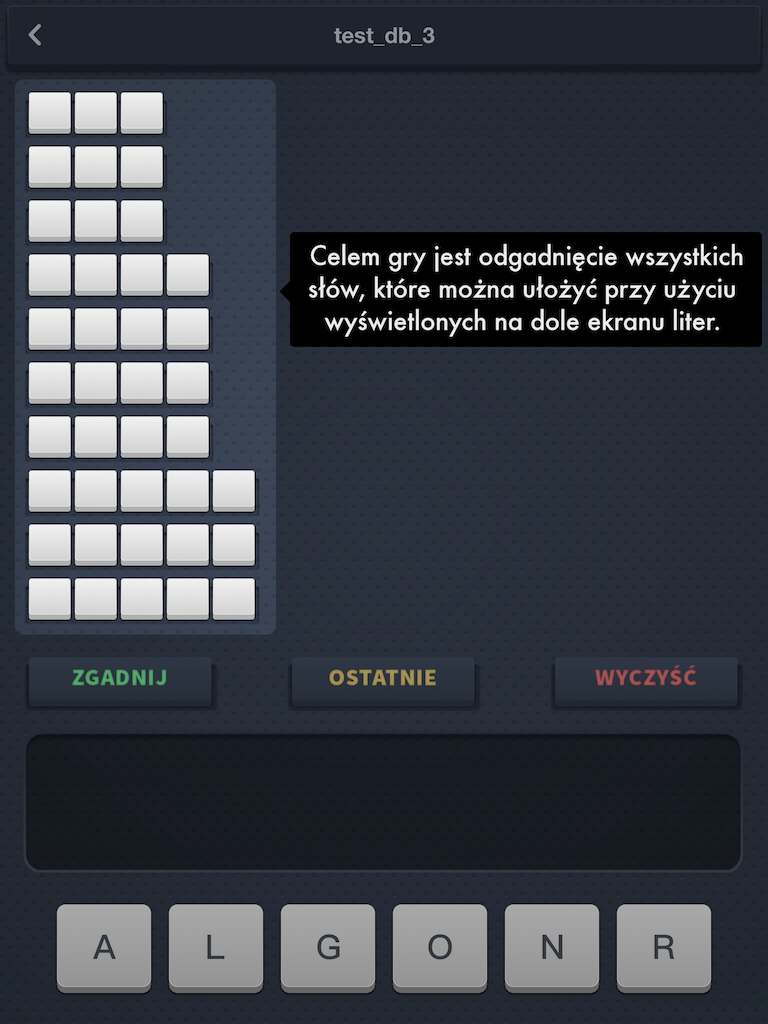 test_db_3
Celem gry jest odgadnięcie wszystkich
słów, które można ułożyć przy użyciu
wyświetlonych na dole ekranu liter.
ZGADNIJ OSTATNIE WYCZYŚĆ
A L G O N R